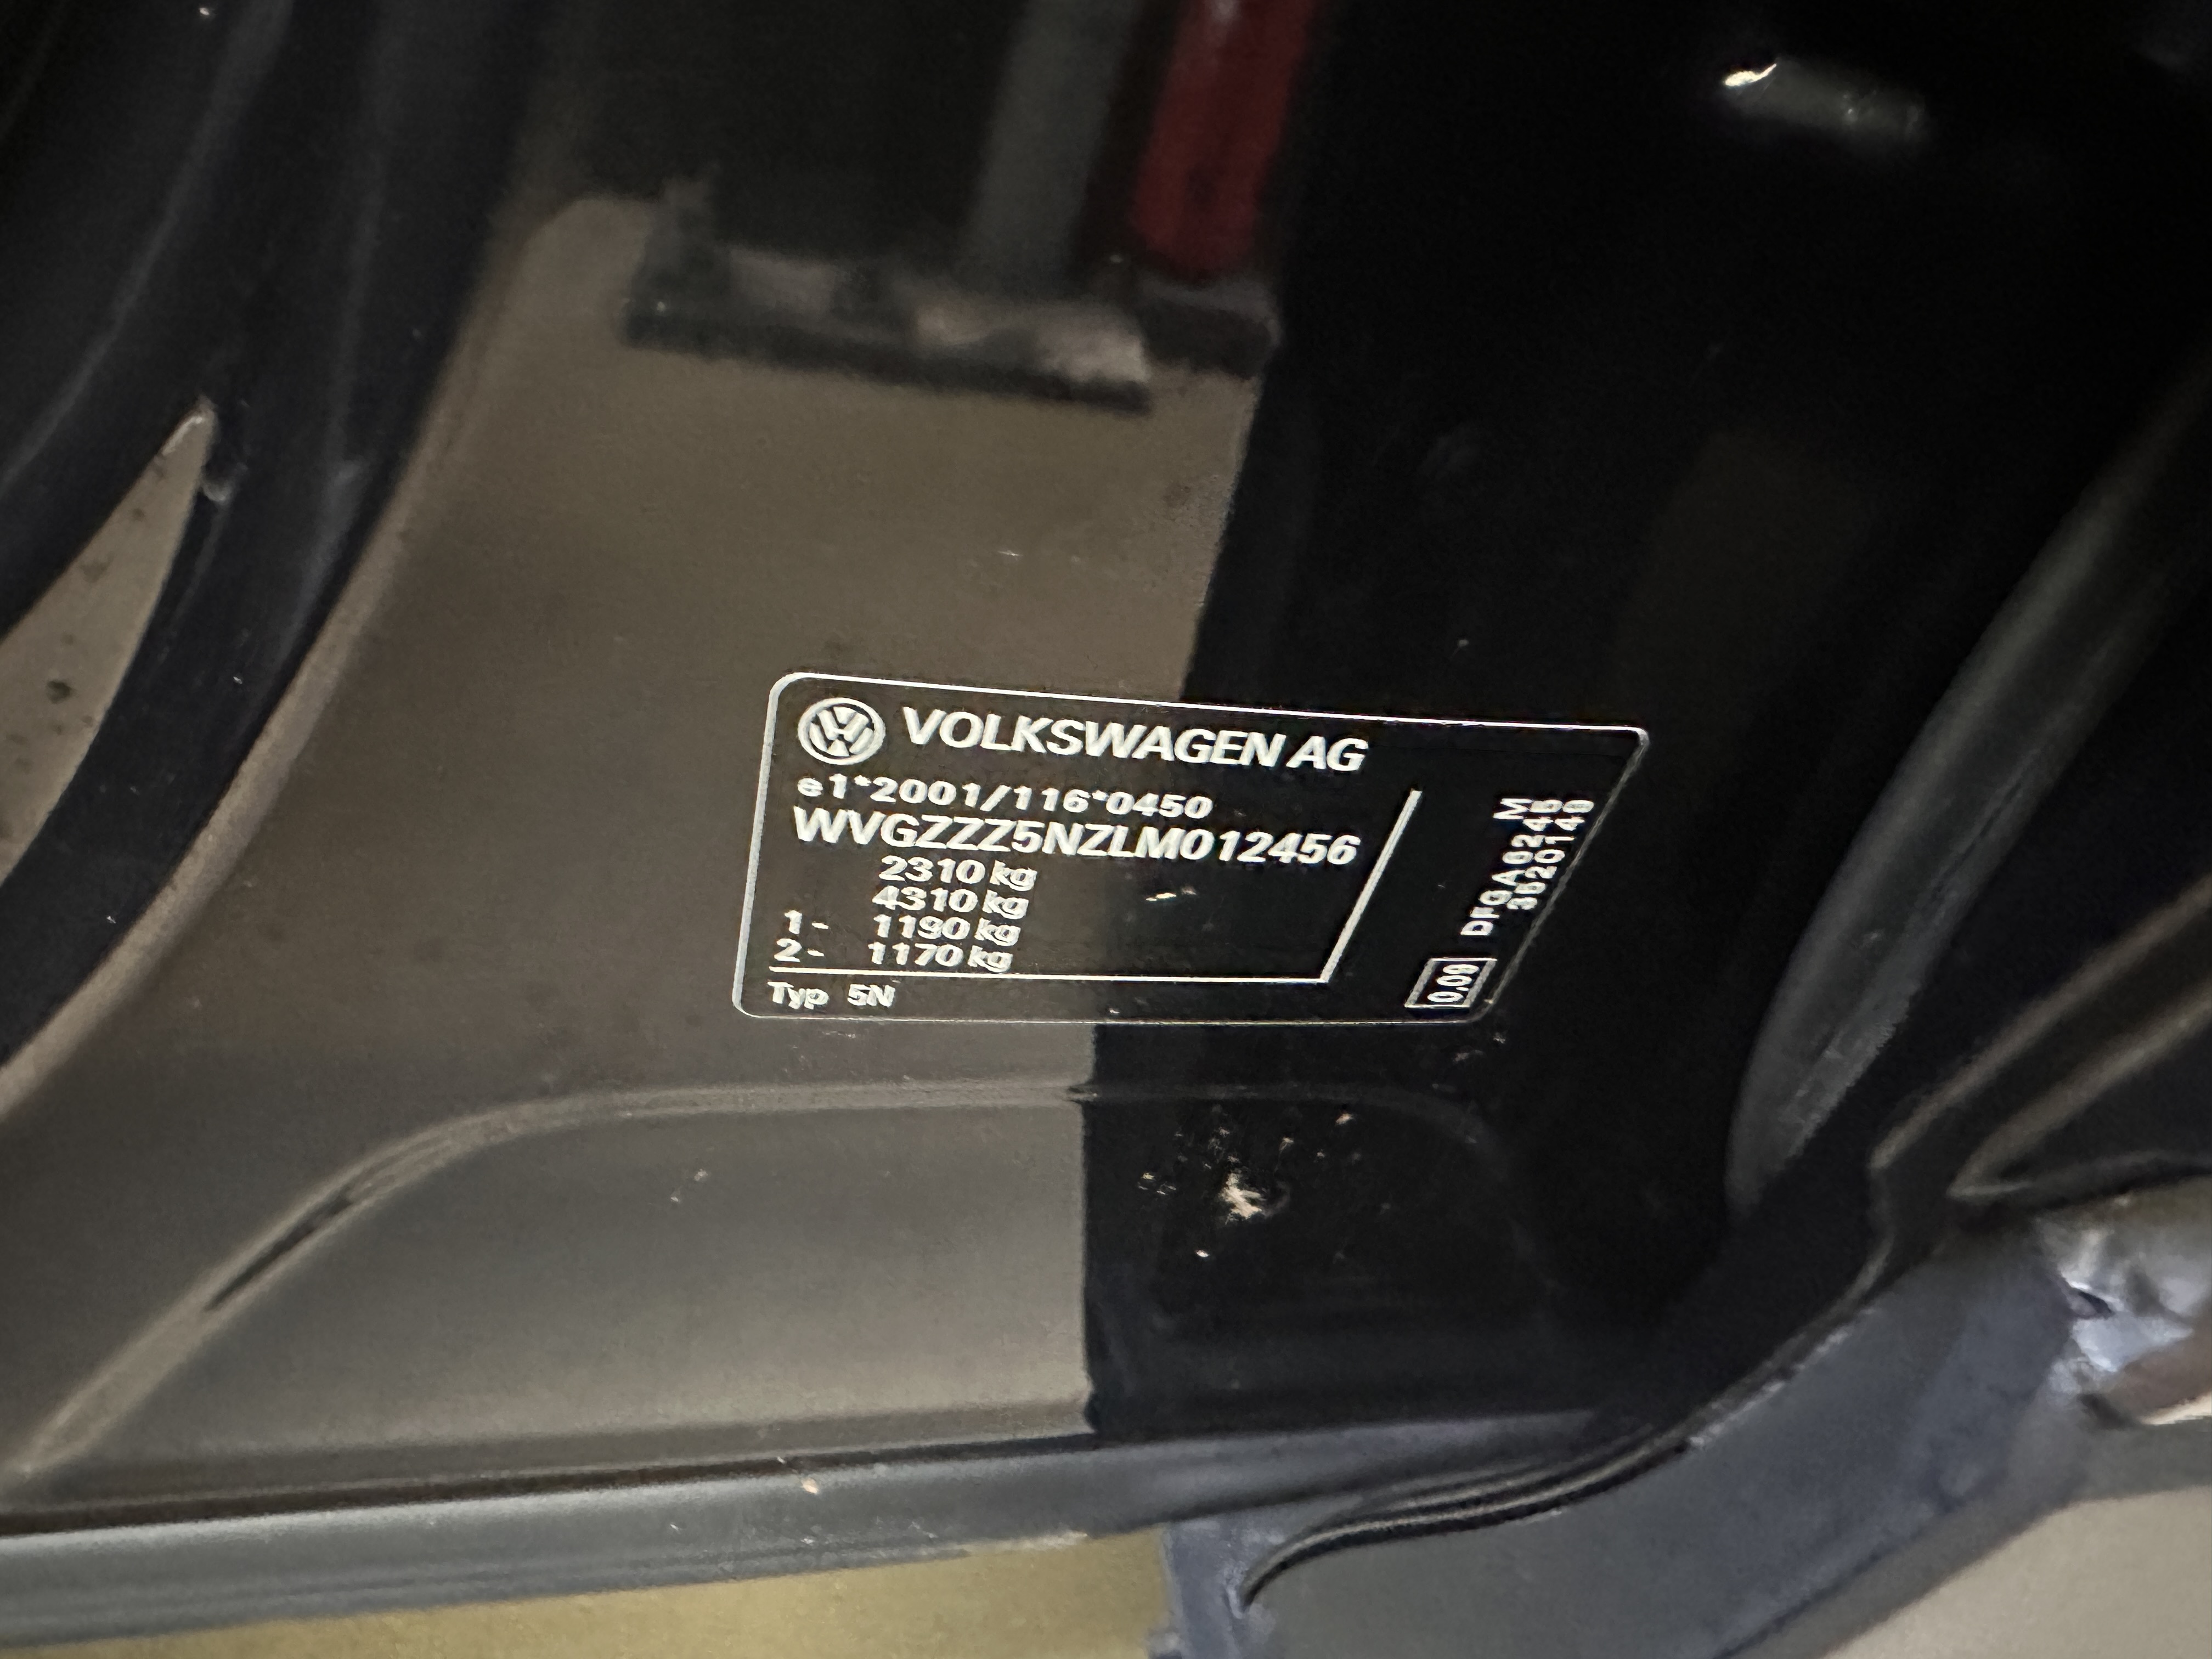 VOLKSWAGEN AG
e1*2001/116*0450
WVGZZZ5NZLM012456
2310 kg
4310 kg
1- 1190 kg
2- 1170 kg
Typ 5N
M
0,09